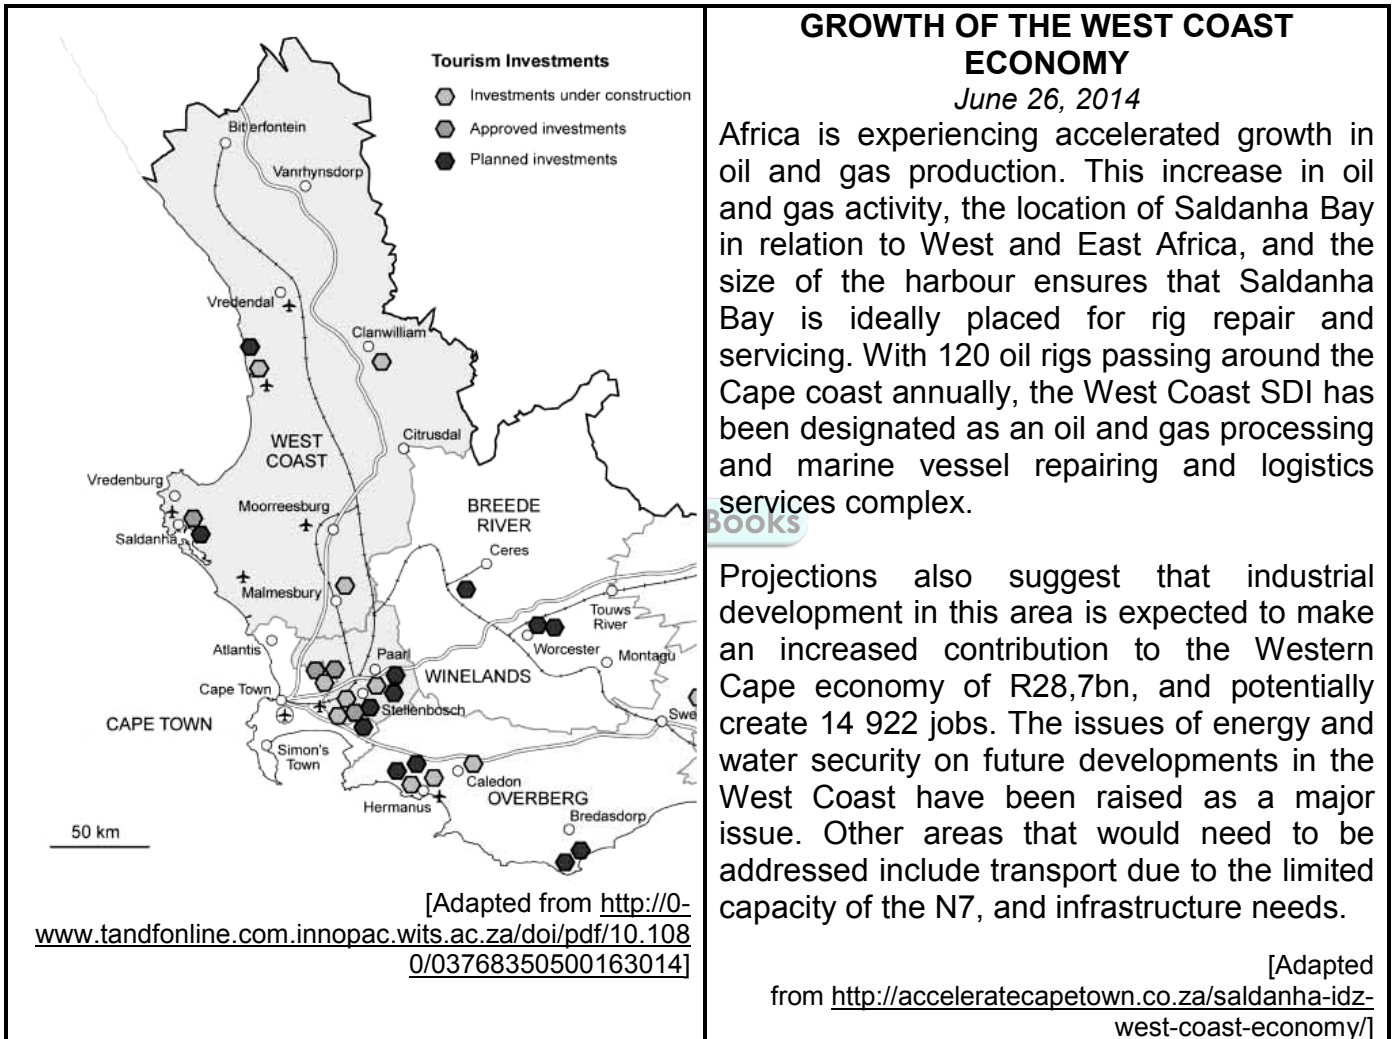 Tourism Investments
Investments under construction
Approved investments
Planned investments
Bitterfontein
Vanrhynsdorp
Vredendal
Clanwilliam
Citrusdal
WEST
COAST
Vredenburg
Moorreesburg
BREEDE
RIVER
Saldanha
Ceres
Malmesbury
Touws
River
Atlantis
Worcester
Montagu
Paarl
WINELANDS
Cape Town
Stellenbosch
Swe
CAPE TOWN
Simon's
Town
Caledon
Hermanus
OVERBERG
Bredasdorp
50 km
[Adapted from http://0-
www.tandfonline.com.innopac.wits.ac.za/doi/pdf/10.108
0/03768350500163014]
GROWTH OF THE WEST COAST
ECONOMY
June 26, 2014
Africa is experiencing accelerated growth in
oil and gas production. This increase in oil
and gas activity, the location of Saldanha Bay
in relation to West and East Africa, and the
size of the harbour ensures that Saldanha
Bay is ideally placed for rig repair and
servicing. With 120 oil rigs passing around the
Cape coast annually, the West Coast SDI has
been designated as an oil and gas processing
and marine vessel repairing and logistics
services complex.
Books
Projections also suggest that industrial
development in this area is expected to make
an increased contribution to the Western
Cape economy of R28,7bn, and potentially
create 14 922 jobs. The issues of energy and
water security on future developments in the
West Coast have been raised as a major
issue. Other areas that would need to be
addressed include transport due to the limited
capacity of the N7, and infrastructure needs.
[Adapted
from http://acceleratecapetown.co.za/saldanha-idz-
west-coast-economy/]